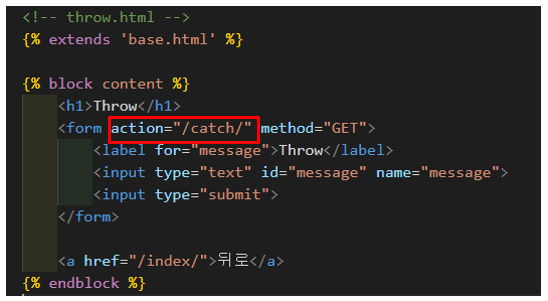 <!-- throw.html -->
{% extends 'base.html' %}
{% block content %}
<h1>Throw</h1>
<form action="/catch/" method="GET">
<label for="message">Throw</label>
<input type="text" id="message" name="message">
<input type="submit">
</form>
<a href="/index/">뒤로</a>
{% endblock %}